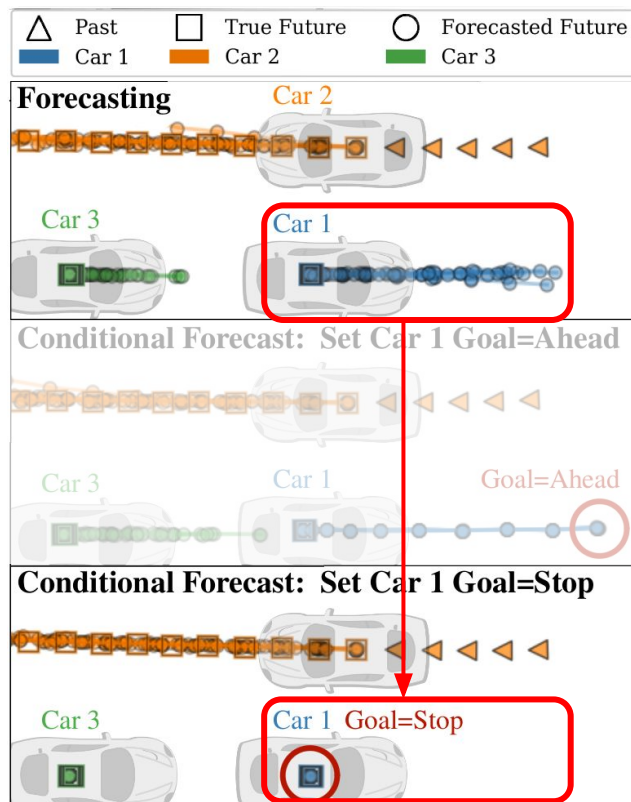 Past True Future Forecasted Future
Car 1 Car 2 Car 3
Forecasting
Car 2
Car 3
Car 1
Conditional Forecast: Set Car 1 Goal=Ahead
Car 3
Car 1
Goal=Ahead
Conditional Forecast: Set Car 1 Goal=Stop
Car 3
Car 1 Goal=Stop